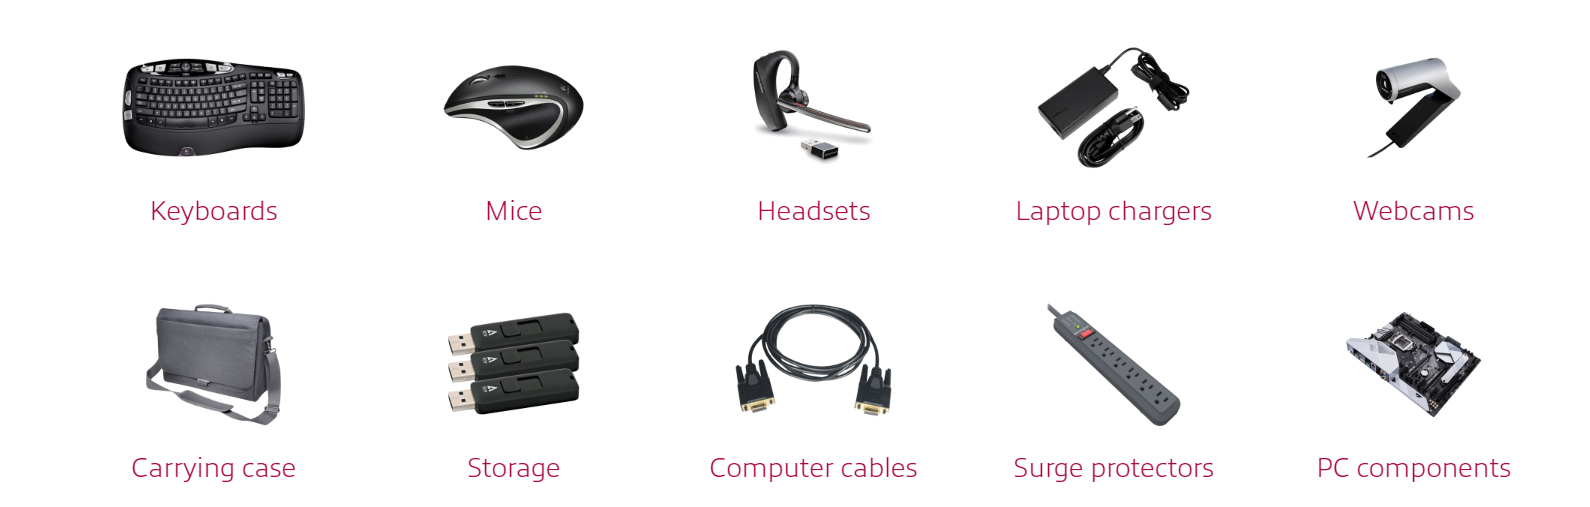 Keyboards
Mice
Headsets
Laptop chargers
Webcams
Carrying case
Storage
Computer cables
Surge protectors
PC components